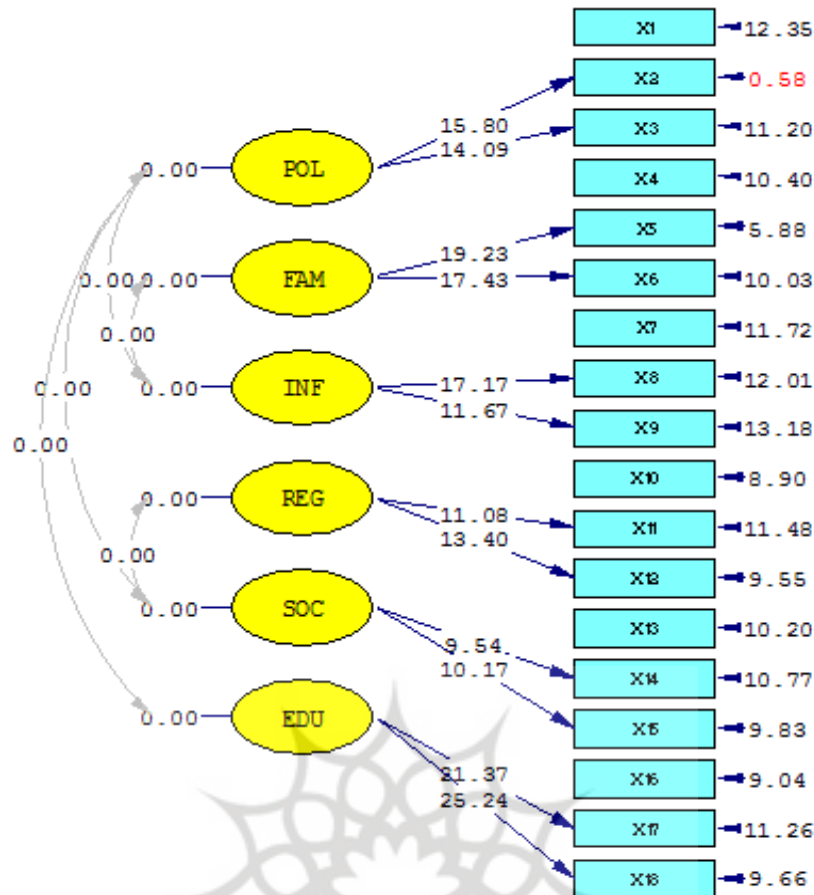 X1 12.35
X2 0.58
15.80
14.09
X3 11.20
0.00 POL
X4 10.40
X5 5.88
19.23
0.00 0.00 FAM
17.43
X6 10.03
0.00
X7 11.72
X8 12.01
0.00
0.00 INF
17.17
11.67
X9 13.18
0.00
X10 8.90
0.00 REG
11.08
X11 11.48
13.40
0.00
X12 9.55
0.00 SOC
X13 10.20
9.54
10.17
X14 10.77
0.00 EDU
X15 9.83
21.37
X16 9.04
25.24
X17 11.26
X18 9.66